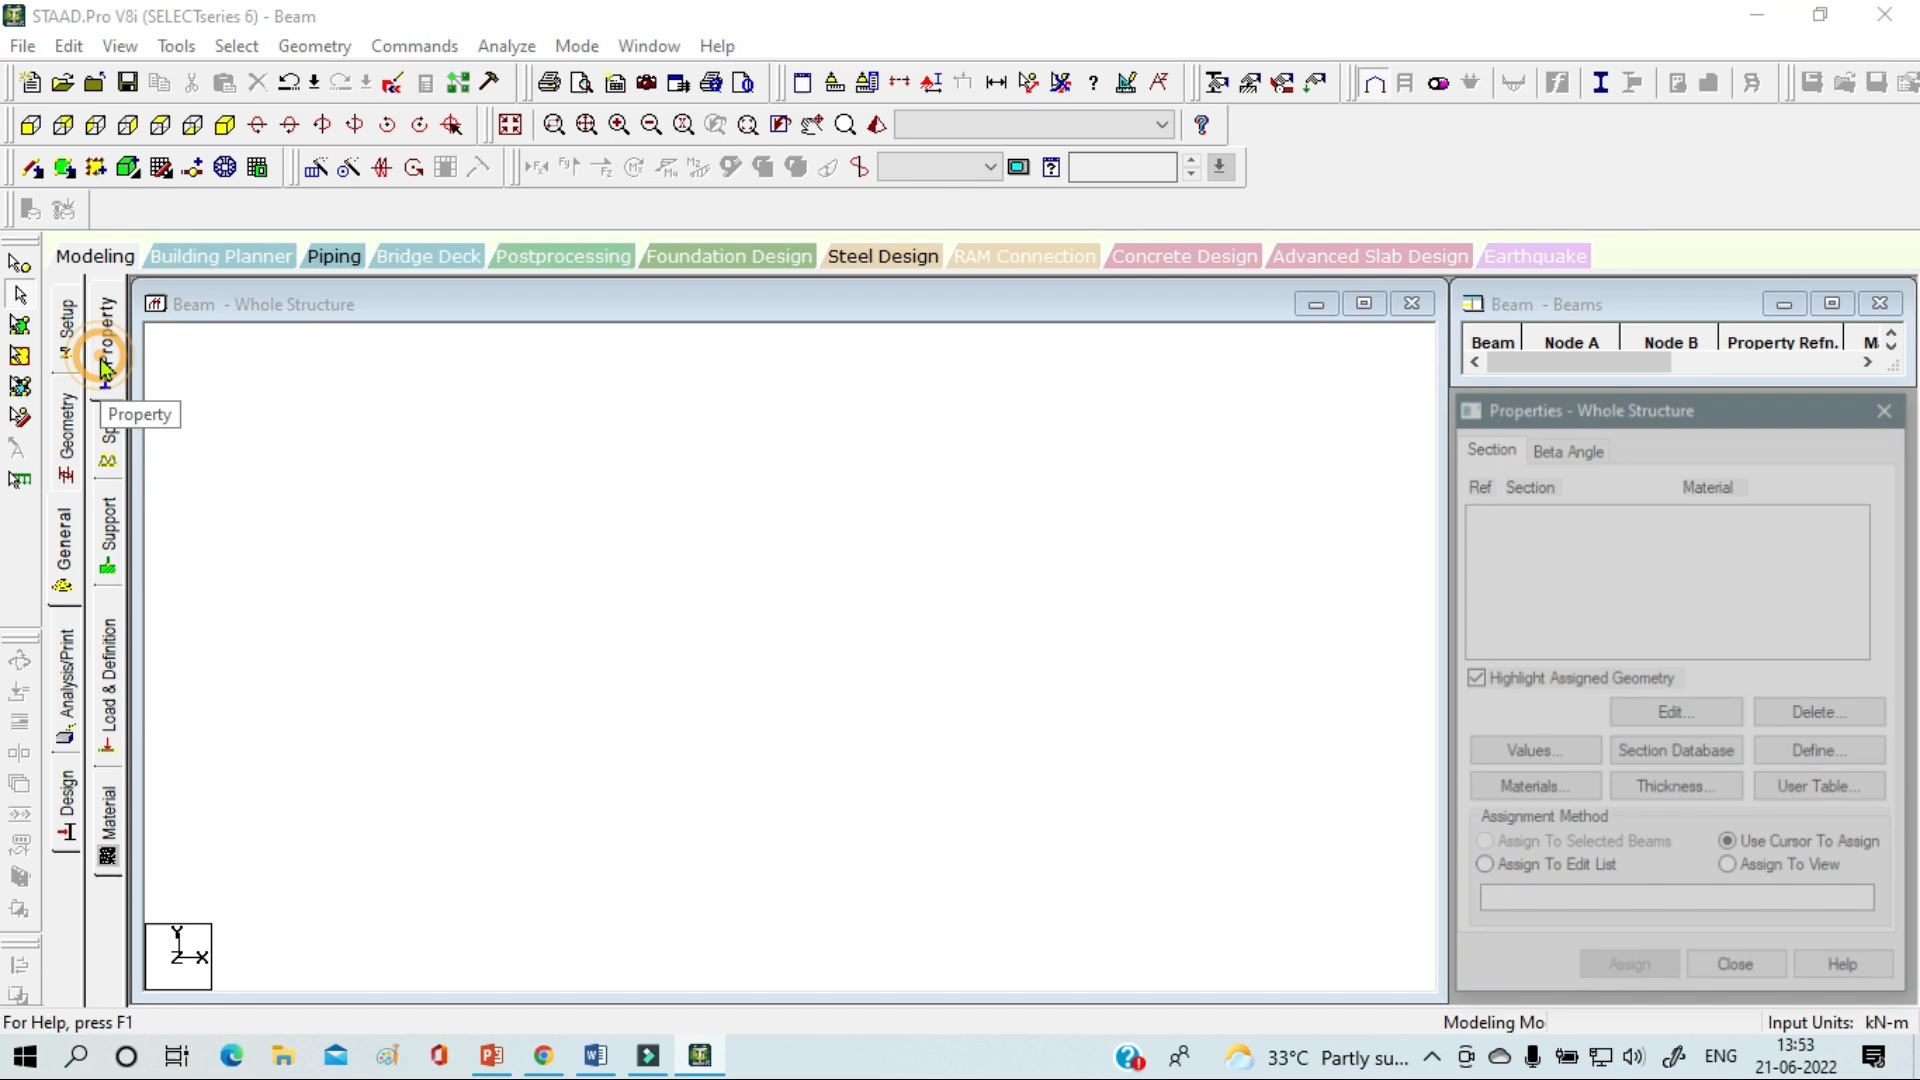 STAAD.Pro V8i (SELECTseries 6) - Beam
File Edit View Tools Select Geometry Commands Analyze Mode Window Help
Modeling Building Planner Piping Bridge Deck Postprocessing Foundation Design Steel Design RAM Connection Concrete Design Advanced Slab Design Earthquake
Setup
Geometry
General
Analysis/Print
Design
Property
Sp
Support
Load & Definition
Material
Property
Beam - Whole Structure
Y
Z X
Beam - Beams
Beam Node A Node B Property Refn. M
Properties - Whole Structure
Section Beta Angle
Ref Section Material
Highlight Assigned Geometry
Edit... Delete...
Values... Section Database Define...
Materials... Thickness... User Table...
Assignment Method
Assign To Selected Beams Use Cursor To Assign
Assign To Edit List Assign To View
Assign Close Help
For Help, press F1
Modeling Mo Input Units: kN-m
33°C Partly su... ENG
13:53
21-06-2022